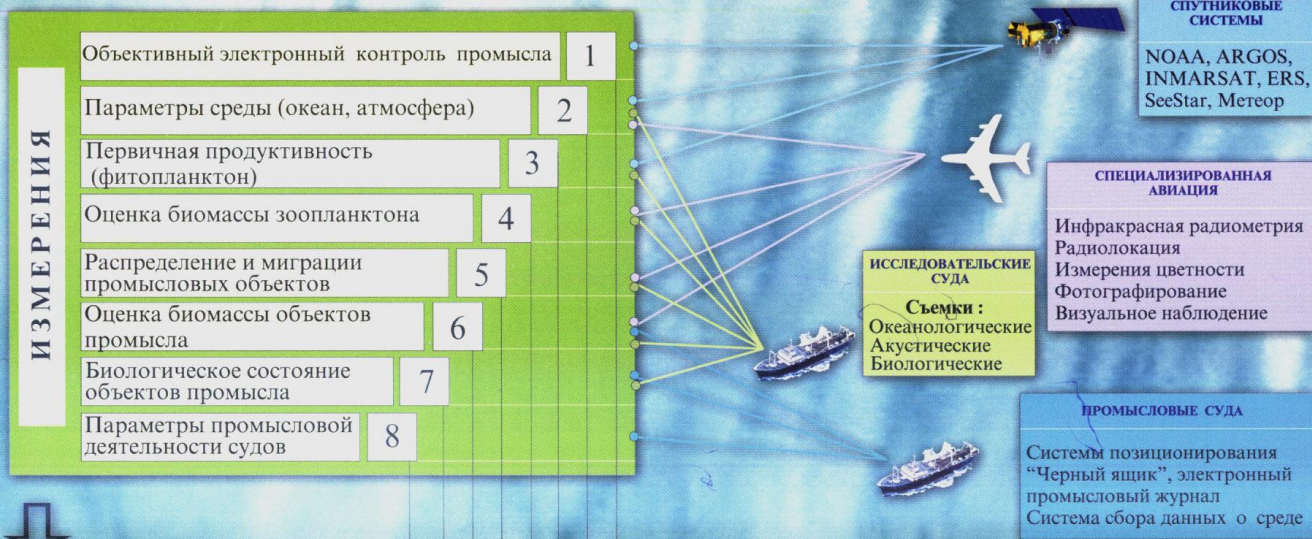 ИЗМЕРЕНИЯ
Объективный электронный контроль промысла 1
Параметры среды (океан, атмосфера) 2
Первичная продуктивность
(фитопланктон) 3
Оценка биомассы зоопланктона 4
Распределение и миграции
промысловых объектов 5
Оценка биомассы объектов
промысла 6
Биологическое состояние
объектов промысла 7
Параметры промысловой
деятельности судов 8
СПУТНИКОВЫЕ
СИСТЕМЫ
NOAA, ARGOS,
INMARSAT, ERS,
SeeStar, Метеор
СПЕЦИАЛИЗИРОВАННАЯ
АВИАЦИЯ
Инфракрасная радиометрия
Радиолокация
Измерения цветности
Фотографирование
Визуальное наблюдение
ИССЛЕДОВАТЕЛЬСКИЕ
СУДА
Съемки :
Океанологические
Акустические
Биологические
ПРОМЫСЛОВЫЕ СУДА
Системы позиционирования
“Черный ящик”, электронный
промысловый журнал
Система сбора данных о среде